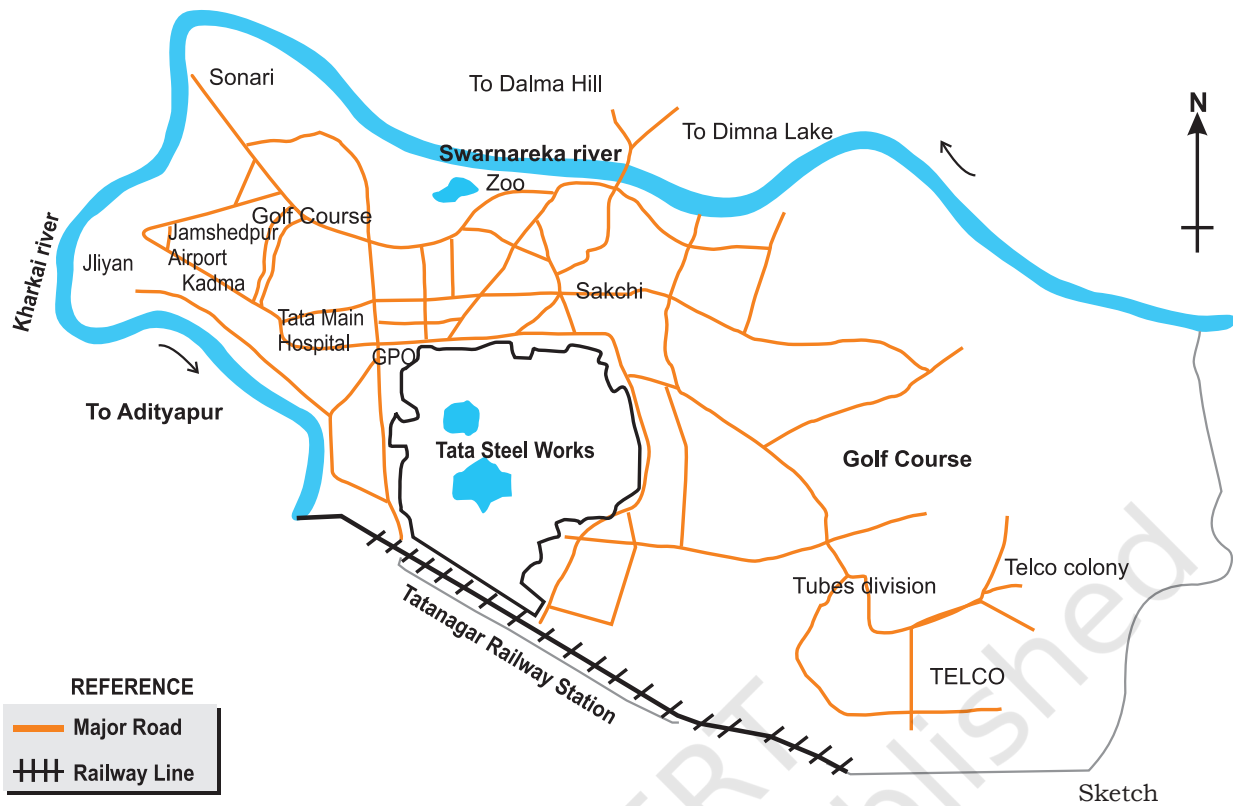 Sonari
To Dalma Hill
N
To Dimna Lake
Swarnareka river
Zoo
Golf Course
Jamshedpur
Airport
Kadma
Jliyan
Kharkai river
Sakchi
Tata Main
Hospital
GPO
To Adityapur
Tata Steel Works
Golf Course
Telco colony
Tubes division
TELCO
Tatanagar Railway Station
REFERENCE
Major Road
Railway Line
Sketch